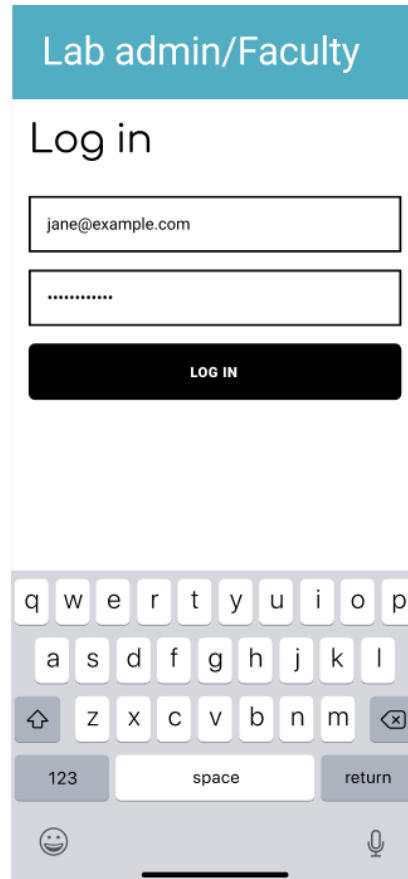 Lab admin/Faculty
Log in
jane@example.com
••••••••••••
LOG IN
q w e r t y u i o p
a s d f g h j k l
z x c v b n m
123 space return